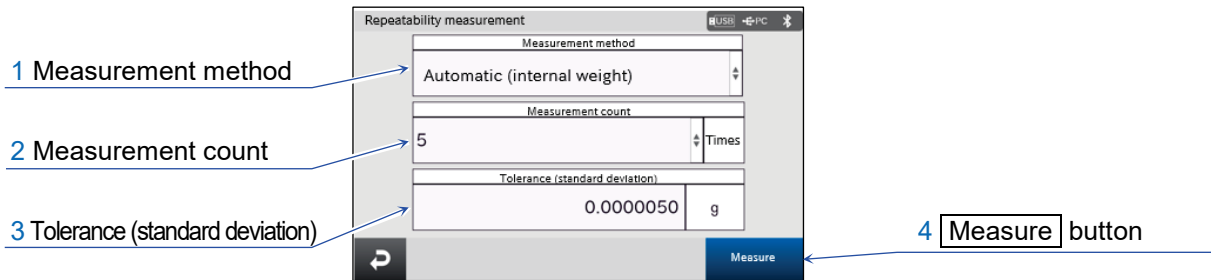 Repeatability measurement
USB PC
Measurement method
1 Measurement method
Automatic (internal weight)
Measurement count
2 Measurement count
5 Times
Tolerance (standard deviation)
3 Tolerance (standard deviation)
0.0000050 g
4 Measure button
Measure